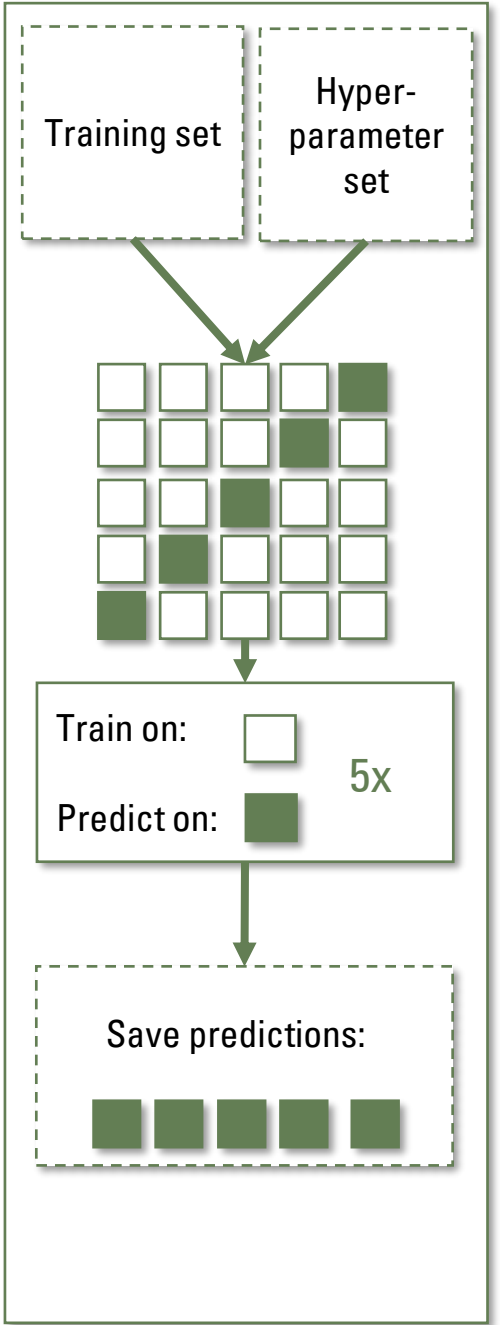 Training set
Hyper-
parameter
set
Train on:
5x
Predict on:
Save predictions: